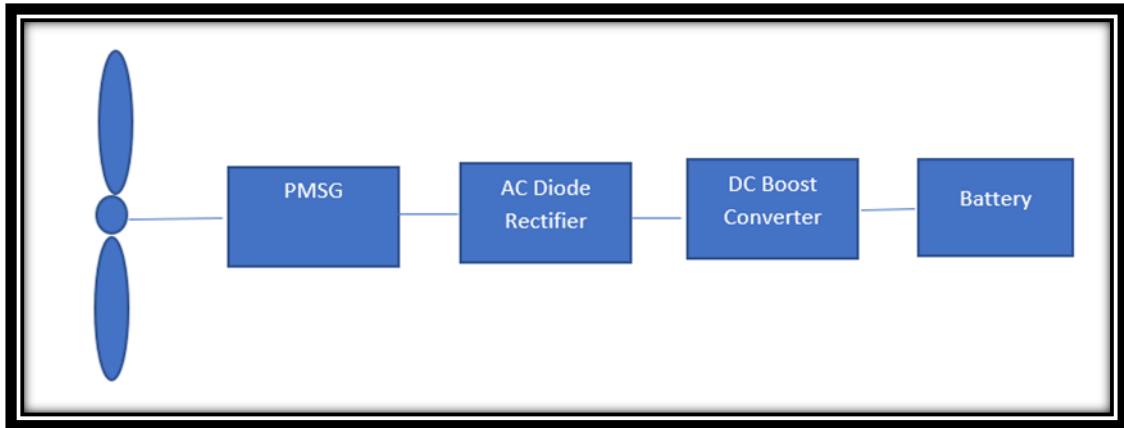 PMSG
AC Diode
Rectifier
DC Boost
Converter
Battery